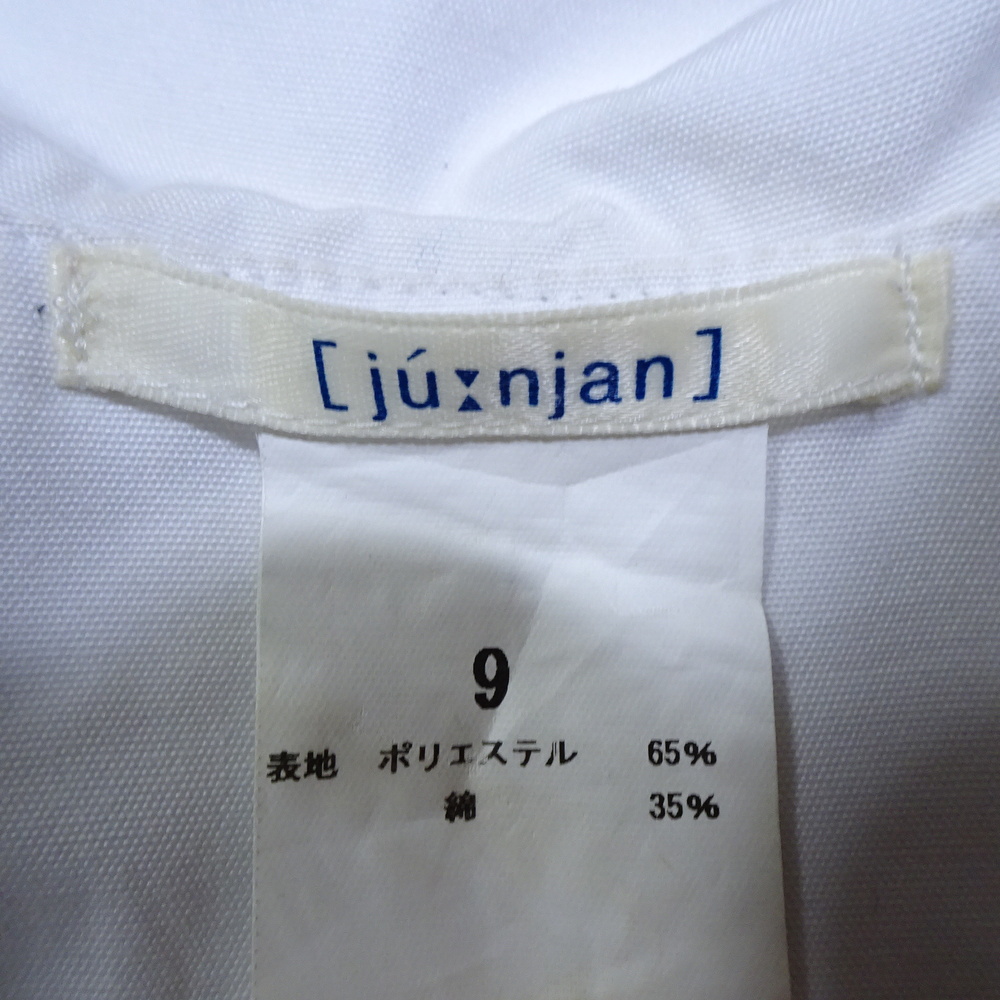 [jú:njan]
9
表地 ポリエステル 65%
綿 35%